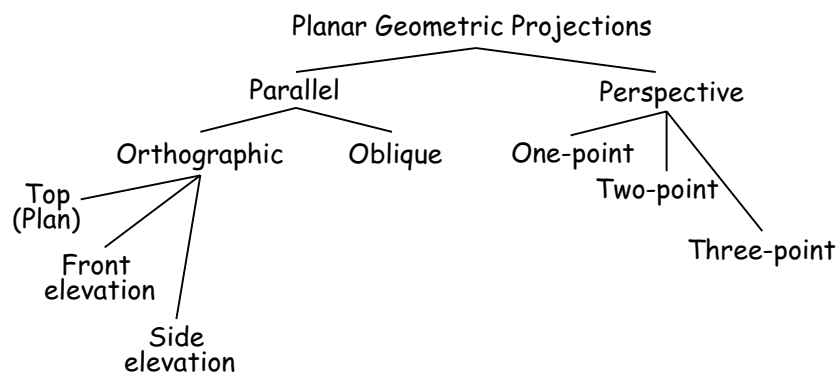 Planar Geometric Projections
Parallel
Perspective
Orthographic
Oblique
One-point
Top
(Plan)
Two-point
Three-point
Front
elevation
Side
elevation